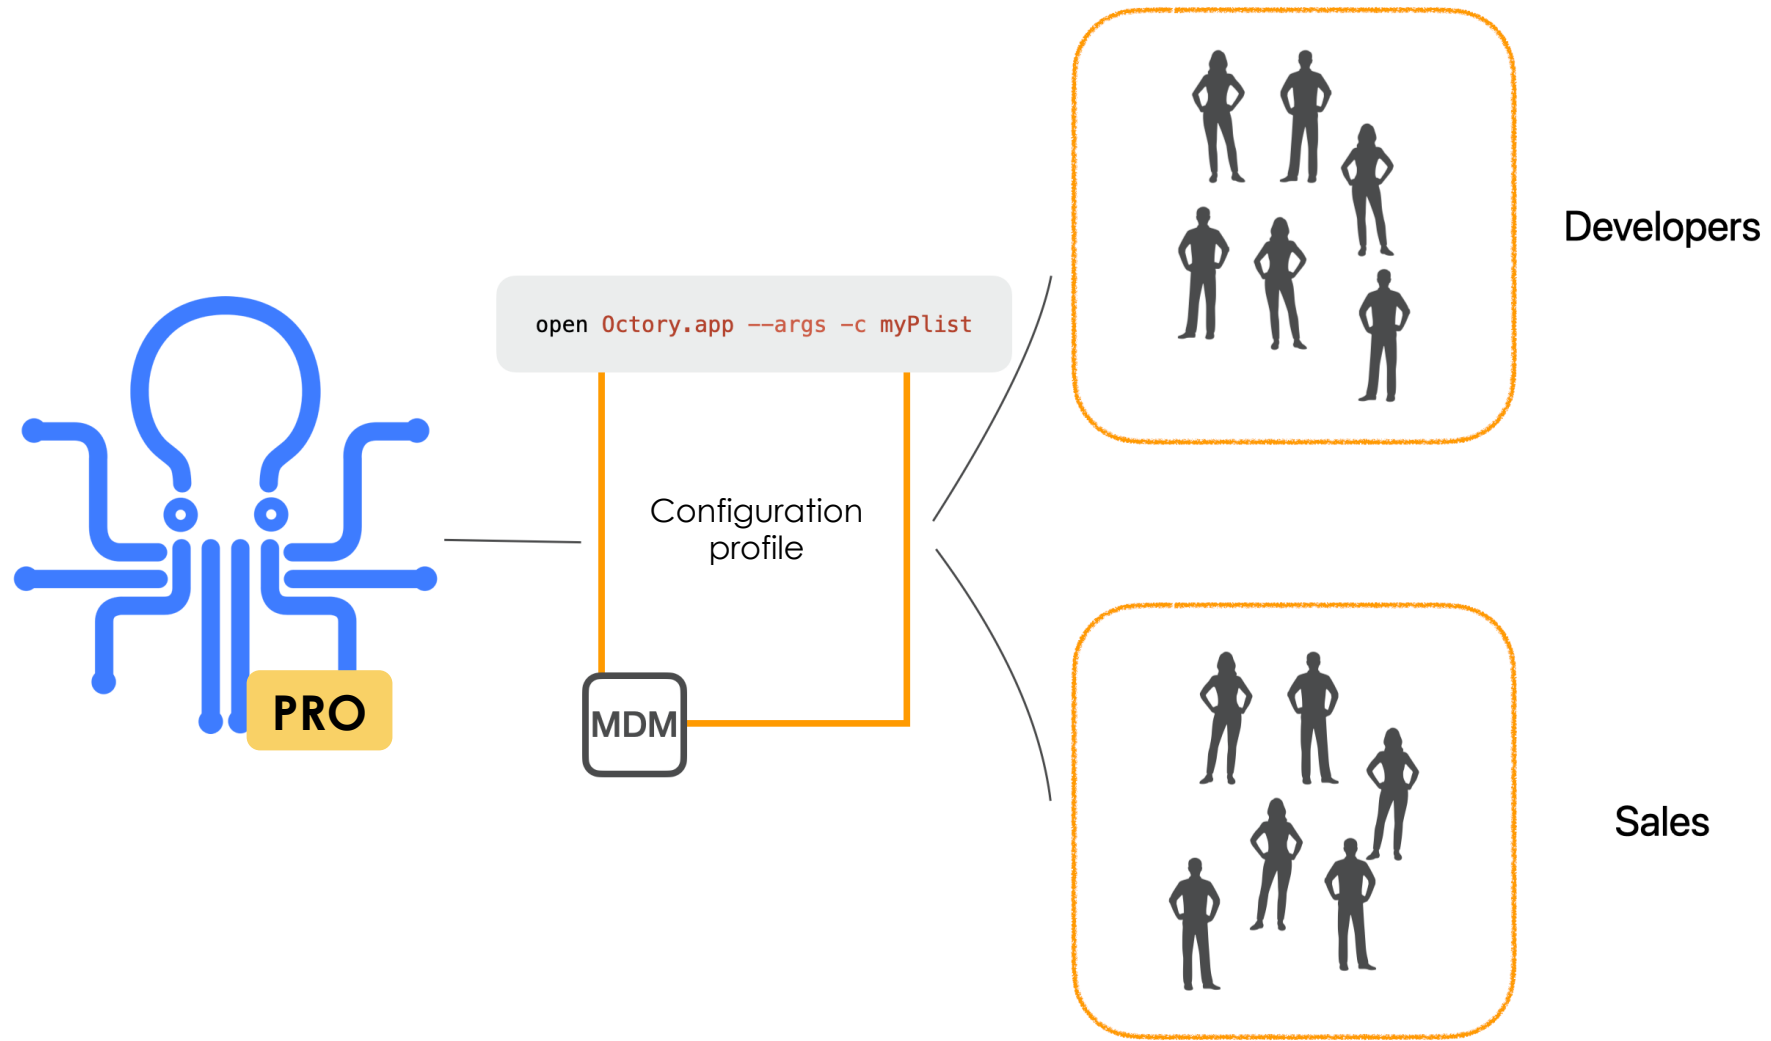 open Octory.app --args -c myPlist
Configuration
profile
MDM
PRO
Developers
Sales